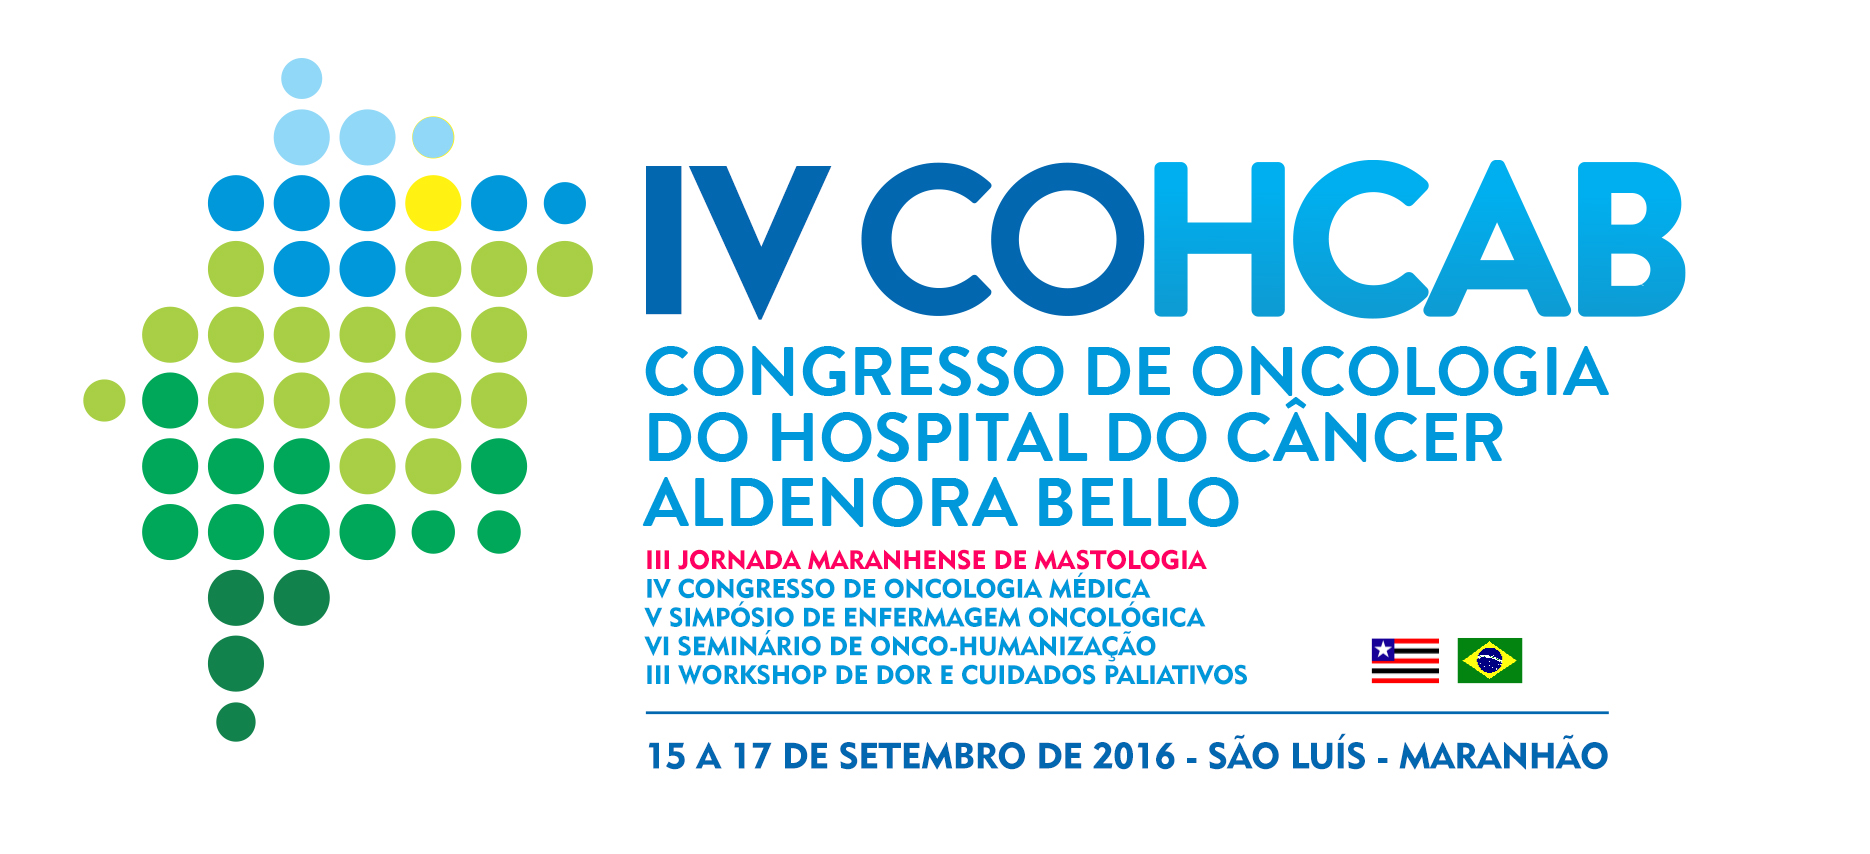 IV COHCAB
CONGRESSO DE ONCOLOGIA
DO HOSPITAL DO CÂNCER
ALDENORA BELLO
III JORNADA MARANHENSE DE MASTOLOGIA
IV CONGRESSO DE ONCOLOGIA MÉDICA
V SIMPÓSIO DE ENFERMAGEM ONCOLÓGICA
VI SEMINÁRIO DE ONCO-HUMANIZAÇÃO
III WORKSHOP DE DOR E CUIDADOS PALIATIVOS
15 A 17 DE SETEMBRO DE 2016 - SÃO LUÍS - MARANHÃO